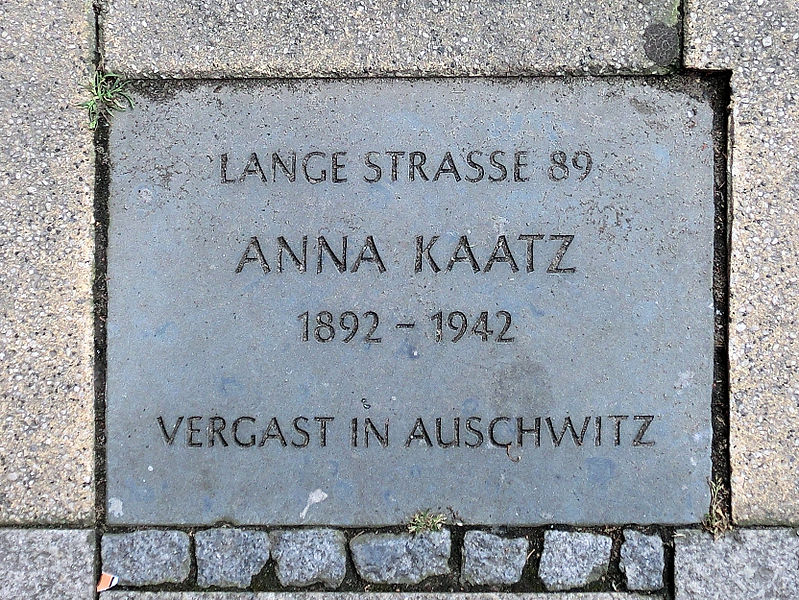 LANGE STRASSE 89
ANNA KAATZ
1892 – 1942
VERGAST IN AUSCHWITZ